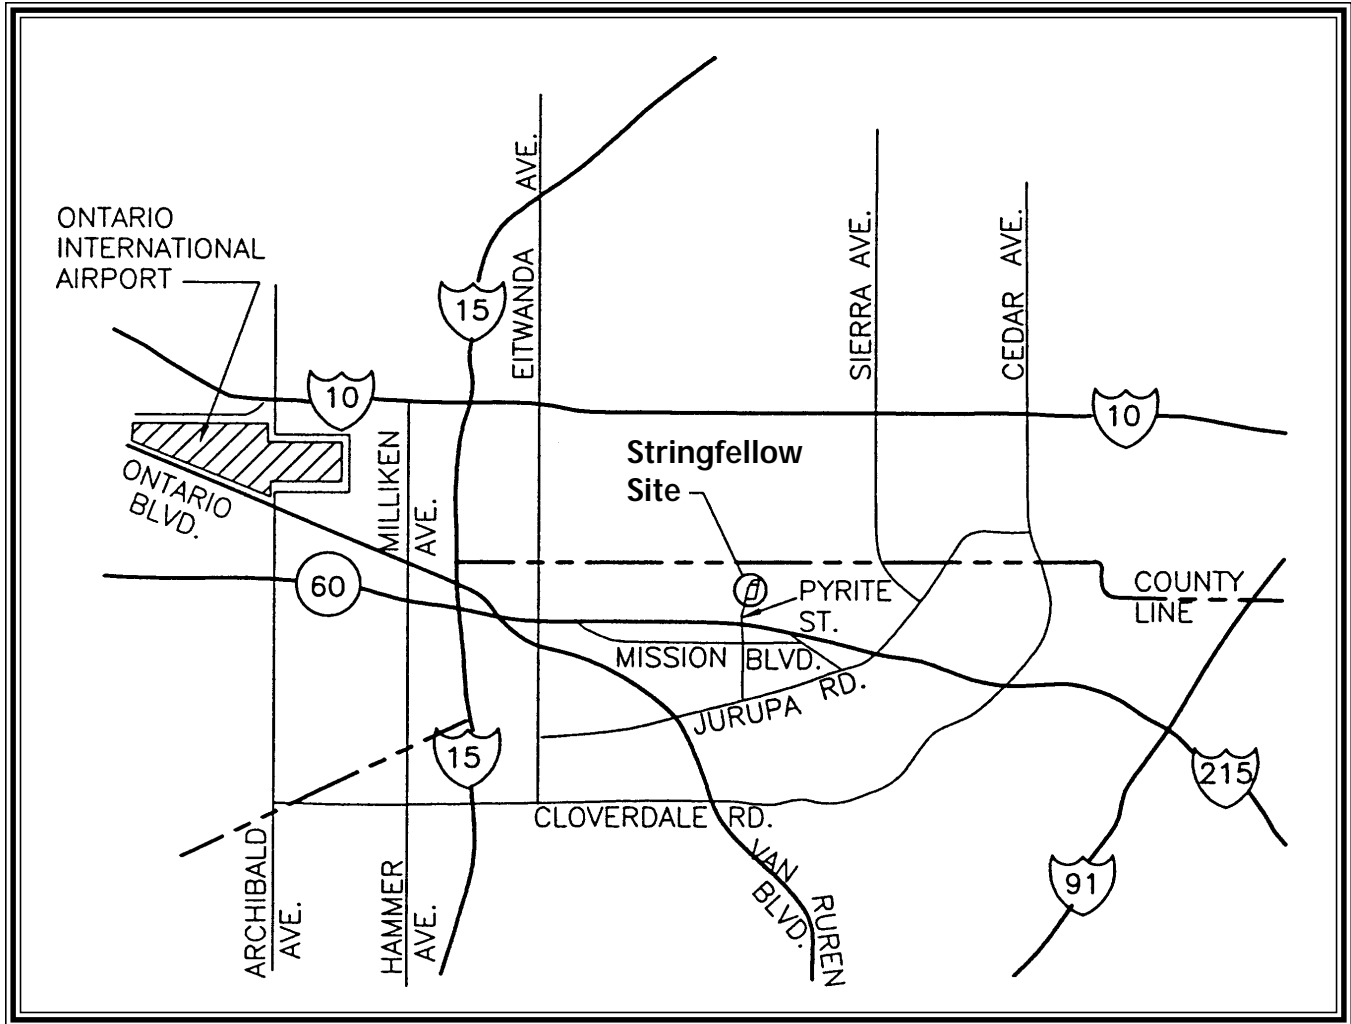 ONTARIO
INTERNATIONAL
AIRPORT
15
EITWANDA AVE.
SIERRA AVE.
CEDAR AVE.
10
10
ONTARIO
BLVD.
MILLIKEN
AVE.
Stringfellow
Site
60
PYRITE
ST.
COUNTY
LINE
MISSION BLVD.
JURUPA RD.
15
215
CLOVERDALE RD.
ARCHIBALD
AVE.
HAMMER
AVE.
VAN RUREN
BLVD.
91